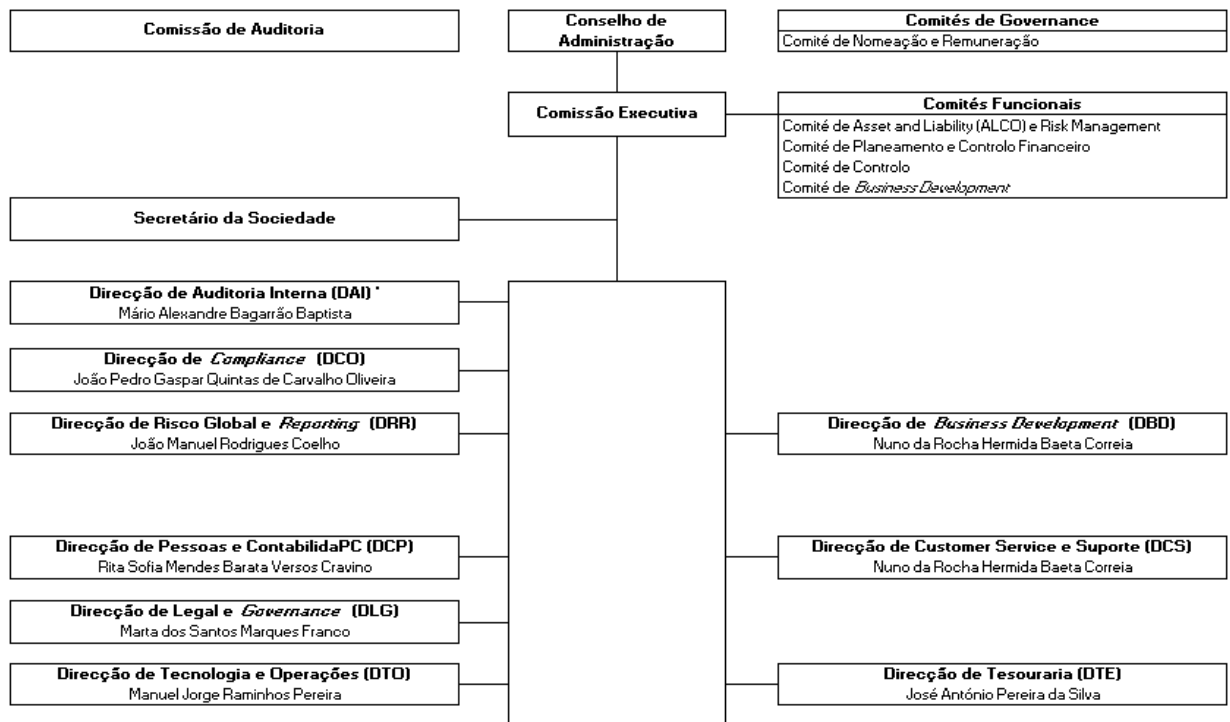 Comissão de Auditoria
Conselho de
Administração
Comités de Governance
Comité de Nomeação e Remuneração
Comissão Executiva
Comités Funcionais
Comité de Asset and Liability (ALCO) e Risk Management
Comité de Planeamento e Controlo Financeiro
Comité de Controlo
Comité de Business Development
Secretário da Sociedade
Direcção de Auditoria Interna (DAI) *
Mário Alexandre Bagarrão Baptista
Direcção de Compliance (DCO)
João Pedro Gaspar Quintas de Carvalho Oliveira
Direcção de Risco Global e Reporting (DRR)
João Manuel Rodrigues Coelho
Direcção de Business Development (DBD)
Nuno da Rocha Hermida Baeta Correia
Direcção de Pessoas e ContabilidaPC (DCP)
Rita Sofia Mendes Barata Versos Cravino
Direcção de Customer Service e Suporte (DCS)
Nuno da Rocha Hermida Baeta Correia
Direcção de Legal e Governance (DLG)
Marta dos Santos Marques Franco
Direcção de Tecnologia e Operações (DTO)
Manuel Jorge Raminhos Pereira
Direcção de Tesouraria (DTE)
José António Pereira da Silva